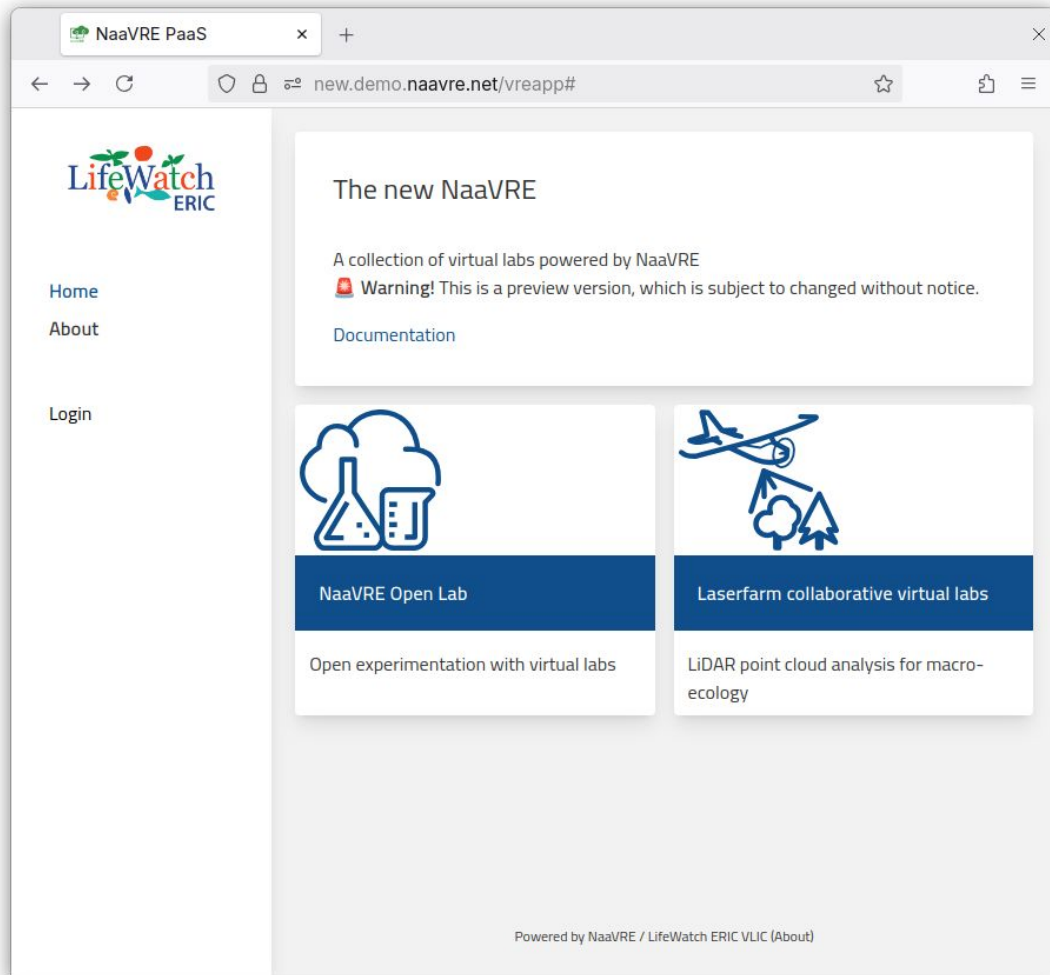 NaaVRE PaaS
new.demo.naavre.net/vreapp#
LifeWatch
ERIC
Home
About
Login
The new NaaVRE
A collection of virtual labs powered by NaaVRE
🚨 Warning! This is a preview version, which is subject to changed without notice.
Documentation
NaaVRE Open Lab
Open experimentation with virtual labs
Laserfarm collaborative virtual labs
LiDAR point cloud analysis for macro-
ecology
Powered by NaaVRE / LifeWatch ERIC VLIC (About)